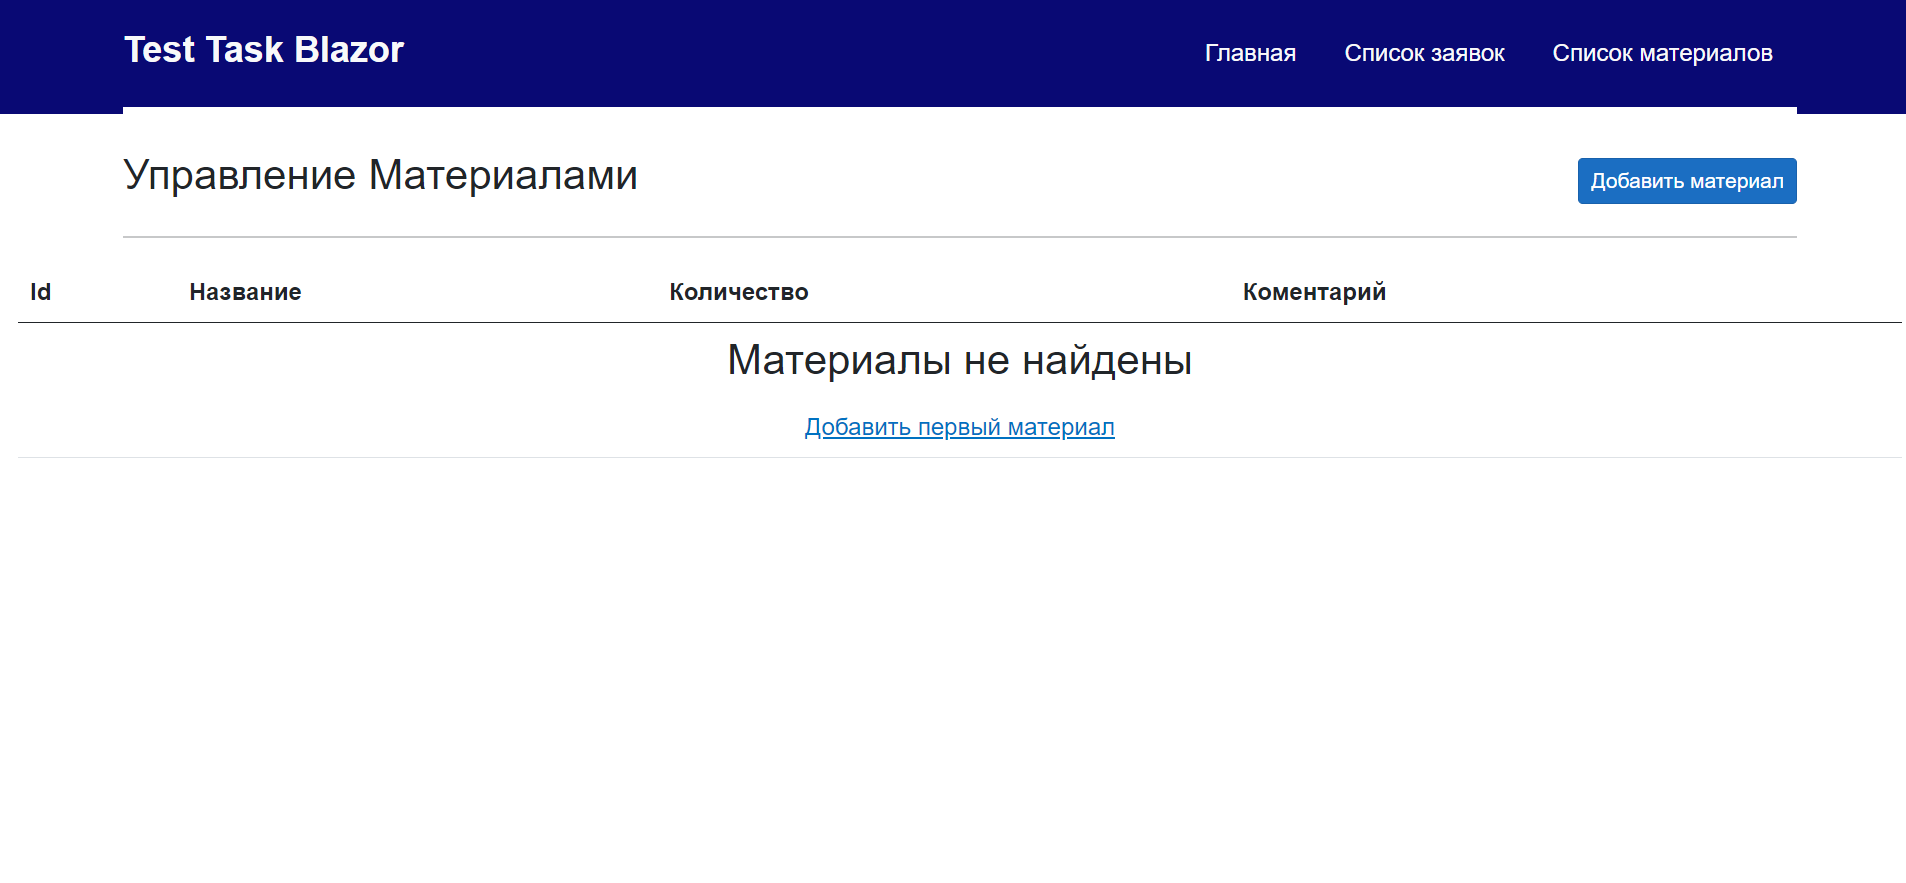 Test Task Blazor
Главная Список заявок Список материалов
Управление Материалами
Добавить материал
Id Название Количество Коментарий
Материалы не найдены
Добавить первый материал